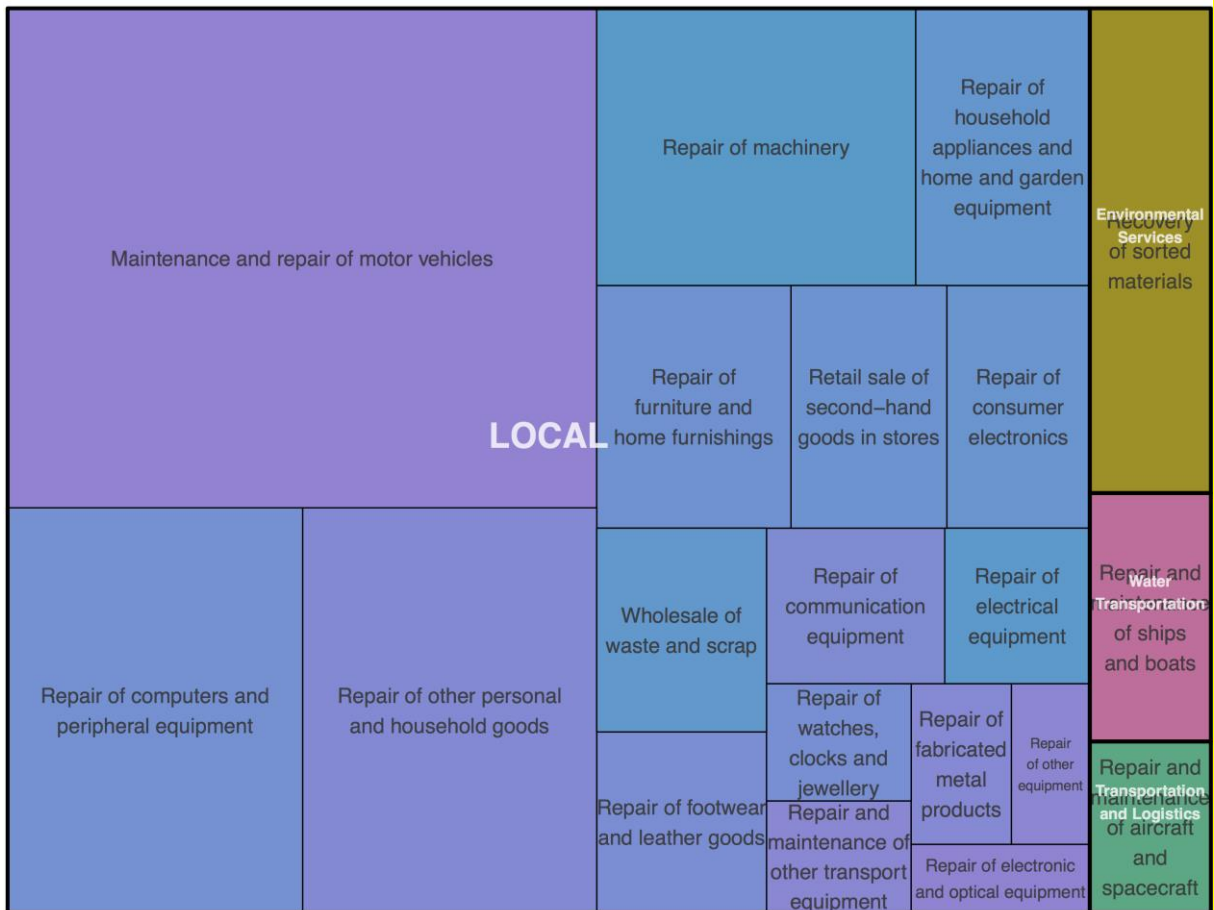 Maintenance and repair of motor vehicles
Repair of machinery
Repair of
household
appliances and
home and garden
equipment
Environmental
Services
Recovery
of sorted
materials
LOCAL
Repair of
furniture and
home furnishings
Retail sale of
second–hand
goods in stores
Repair of
consumer
electronics
Repair of computers and
peripheral equipment
Repair of other personal
and household goods
Wholesale of
waste and scrap
Repair of
communication
equipment
Repair of
electrical
equipment
Water
Transportation
Repair and
maintenance
of ships
and boats
Repair of footwear
and leather goods
Repair of
watches,
clocks and
jewellery
Repair of
fabricated
metal
products
Repair
of other
equipment
Repair and
maintenance of
other transport
equipment
Repair of electronic
and optical equipment
Transportation
and Logistics
Repair and
maintenance
of aircraft
and
spacecraft